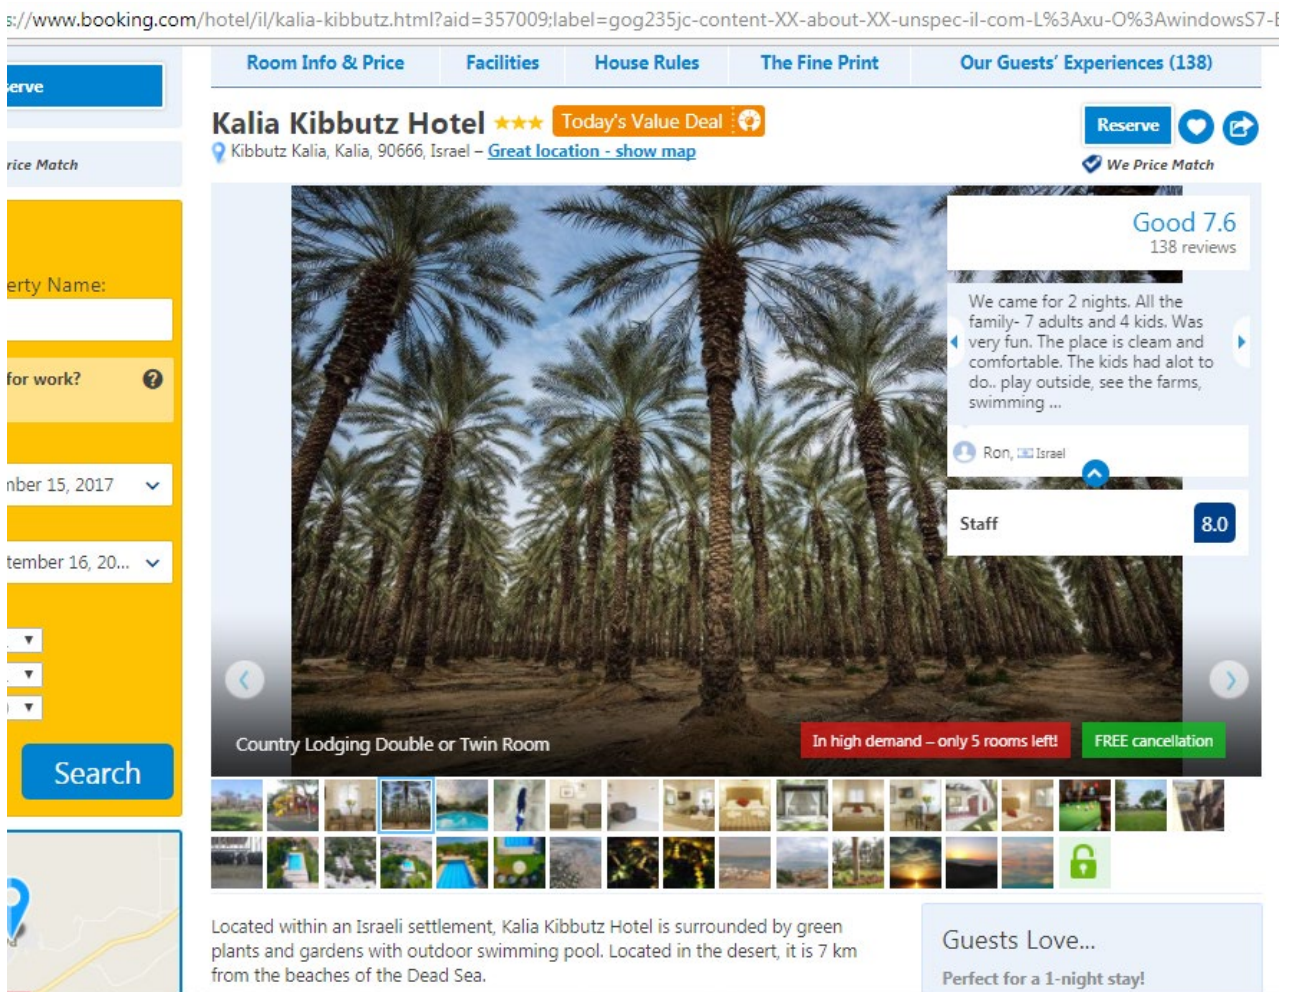 s://www.booking.com/hotel/il/kalia-kibbutz.html?aid=357009;label=gog235jc-content-XX-about-XX-unspec-il-com-L%3Axu-O%3AwindowsS7-
Room Info & Price Facilities House Rules The Fine Print Our Guests' Experiences (138)
erve
rice Match
erty Name:
for work?
nber 15, 2017
tember 16, 20...
Search
Kalia Kibbutz Hotel Today's Value Deal
Kibbutz Kalia, Kalia, 90666, Israel – Great location - show map
Reserve
We Price Match
Good 7.6
138 reviews
We came for 2 nights. All the
family- 7 adults and 4 kids. Was
very fun. The place is cleam and
comfortable. The kids had alot to
do.. play outside, see the farms,
swimming ...
Ron, Israel
Staff 8.0
Country Lodging Double or Twin Room
In high demand – only 5 rooms left! FREE cancellation
Located within an Israeli settlement, Kalia Kibbutz Hotel is surrounded by green
plants and gardens with outdoor swimming pool. Located in the desert, it is 7 km
from the beaches of the Dead Sea.
Guests Love...
Perfect for a 1-night stay!